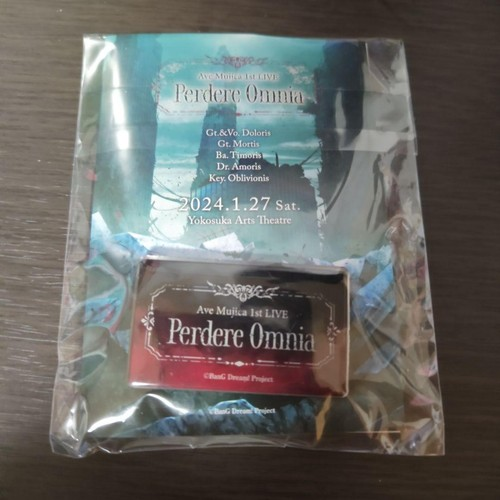 Ave Mujica 1st LIVE
Perdere Omnia
Gt.&Vo. Doloris
Gt. Mortis
Ba. Timoris
Dr. Amoris
Key. Oblivionis
2024.1.27 Sat.
Yokosuka Arts Theatre
Ave Mujica 1st LIVE
Perdere Omnia
©BanG Dream! Project
©BanG Dream! Project